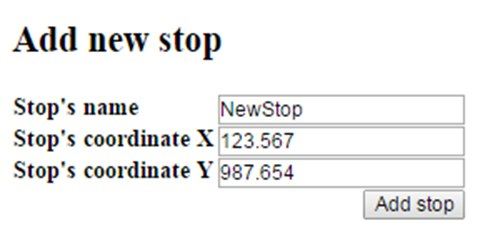 Add new stop
Stop's name NewStop
Stop's coordinate X 123.567
Stop's coordinate Y 987.654
Add stop